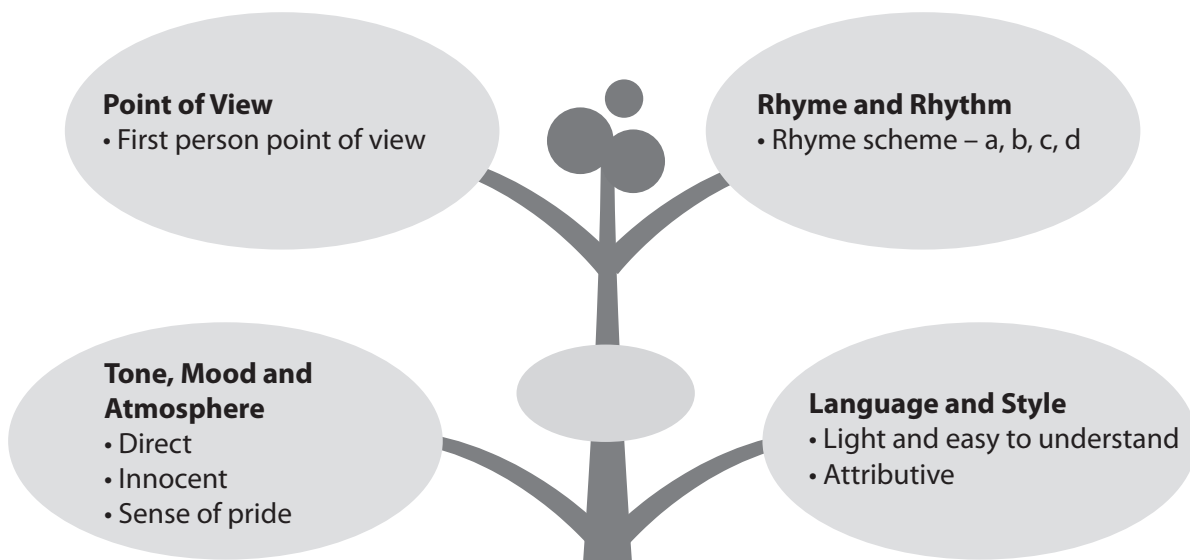 Point of View
• First person point of view
Rhyme and Rhythm
• Rhyme scheme – a, b, c, d
Tone, Mood and
Atmosphere
• Direct
• Innocent
• Sense of pride
Language and Style
• Light and easy to understand
• Attributive